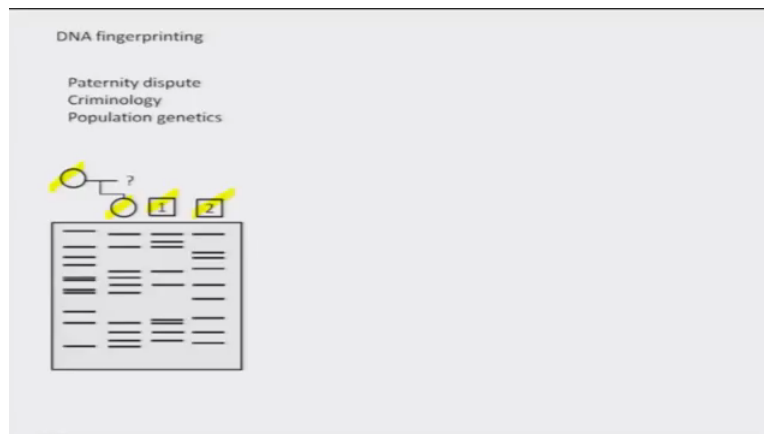 DNA fingerprinting
Paternity dispute
Criminology
Population genetics
?
1 2